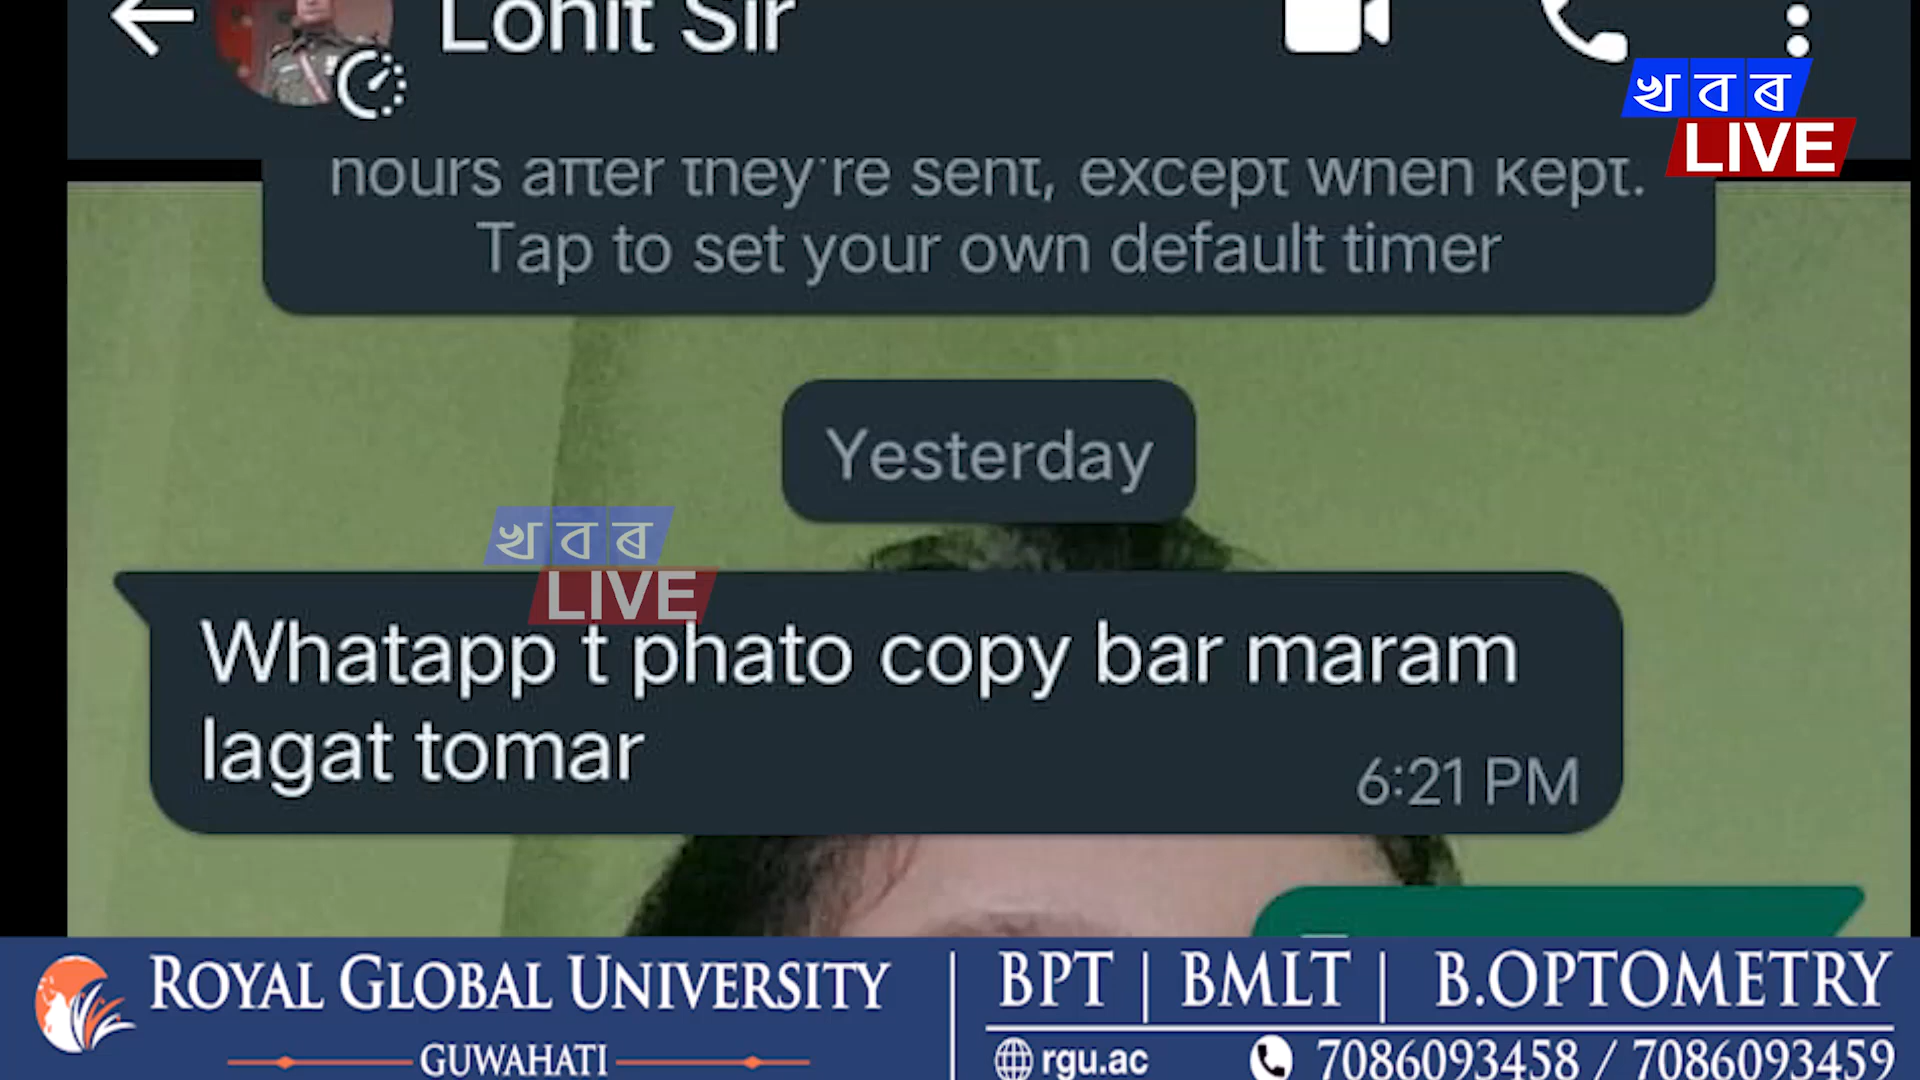 Lohit Sir
খবৰ
LIVE
hours after they're sent, except when kept.
Tap to set your own default timer
Yesterday
খবৰ
LIVE
Whatapp t phato copy bar maram
lagat tomar
6:21 PM
ROYAL GLOBAL UNIVERSITY
GUWAHATI
BPT | BMLT | B.OPTOMETRY
rgu.ac
7086093458 / 7086093459